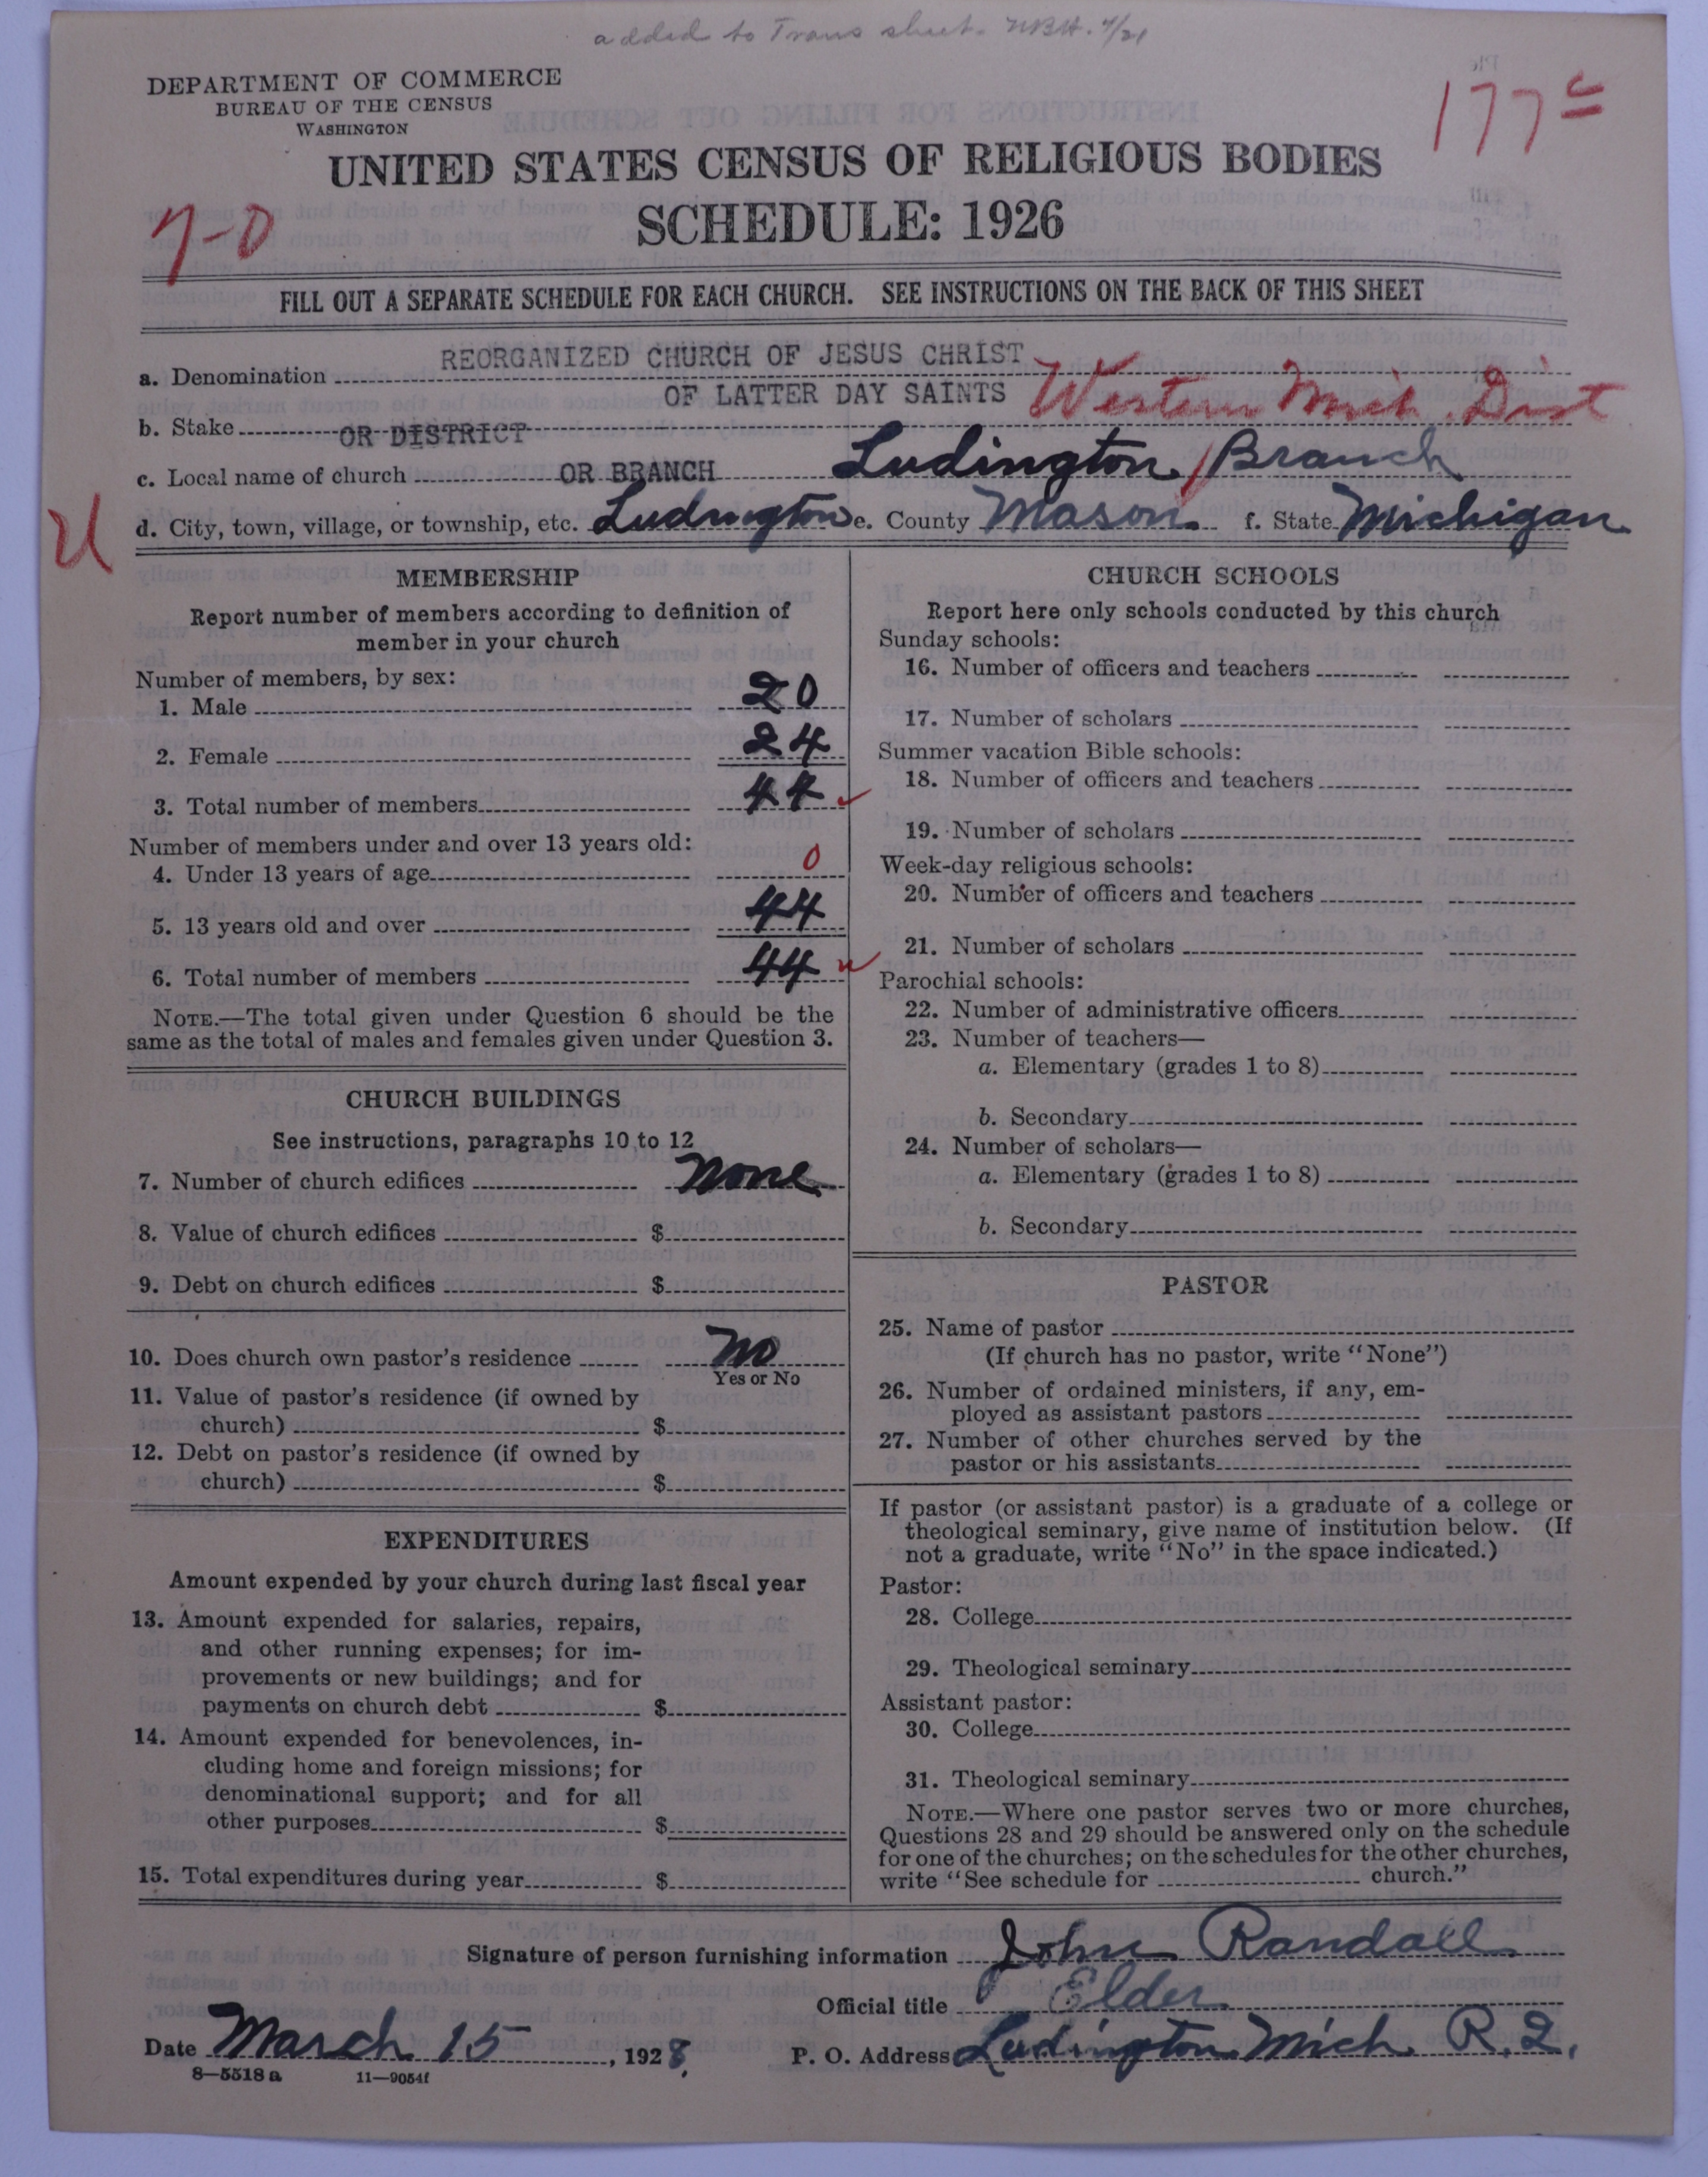 added to Trans sheet. NBH. 4/21
DEPARTMENT OF COMMERCE
BUREAU OF THE CENSUS
WASHINGTON
177c
UNITED STATES CENSUS OF RELIGIOUS BODIES
7-0
SCHEDULE: 1926
FILL OUT A SEPARATE SCHEDULE FOR EACH CHURCH. SEE INSTRUCTIONS ON THE BACK OF THIS SHEET
a. Denomination REORGANIZED CHURCH OF JESUS CHRIST
OF LATTER DAY SAINTS Western Mich. Dist
b. Stake OR DISTRICT
c. Local name of church OR BRANCH Ludington / Branch
U
d. City, town, village, or township, etc. Ludington e. County Mason. f. State Michigan
MEMBERSHIP
Report number of members according to definition of
member in your church
Number of members, by sex:
1. Male 20
2. Female 24
3. Total number of members 44
Number of members under and over 13 years old:
4. Under 13 years of age 0
5. 13 years old and over 44
6. Total number of members 44
NOTE.—The total given under Question 6 should be the
same as the total of males and females given under Question 3.
CHURCH BUILDINGS
See instructions, paragraphs 10 to 12
7. Number of church edifices None
8. Value of church edifices $
9. Debt on church edifices $
10. Does church own pastor's residence No
Yes or No
11. Value of pastor's residence (if owned by
church) $
12. Debt on pastor's residence (if owned by
church) $
EXPENDITURES
Amount expended by your church during last fiscal year
13. Amount expended for salaries, repairs,
and other running expenses; for im-
provements or new buildings; and for
payments on church debt $
14. Amount expended for benevolences, in-
cluding home and foreign missions; for
denominational support; and for all
other purposes $
15. Total expenditures during year $
CHURCH SCHOOLS
Report here only schools conducted by this church
Sunday schools:
16. Number of officers and teachers
17. Number of scholars
Summer vacation Bible schools:
18. Number of officers and teachers
19. Number of scholars
Week-day religious schools:
20. Number of officers and teachers
21. Number of scholars
Parochial schools:
22. Number of administrative officers
23. Number of teachers—
a. Elementary (grades 1 to 8)
b. Secondary
24. Number of scholars—
a. Elementary (grades 1 to 8)
b. Secondary
PASTOR
25. Name of pastor
(If church has no pastor, write "None")
26. Number of ordained ministers, if any, em-
ployed as assistant pastors
27. Number of other churches served by the
pastor or his assistants
If pastor (or assistant pastor) is a graduate of a college or
theological seminary, give name of institution below. (If
not a graduate, write "No" in the space indicated.)
Pastor:
28. College
29. Theological seminary
Assistant pastor:
30. College
31. Theological seminary
NOTE.—Where one pastor serves two or more churches,
Questions 28 and 29 should be answered only on the schedule
for one of the churches; on the schedules for the other churches,
write "See schedule for church."
Signature of person furnishing information John Randall
Official title Elder
Date March 15, 1928. P. O. Address Ludington Mich R. 2.
8—5518 a 11—9054f